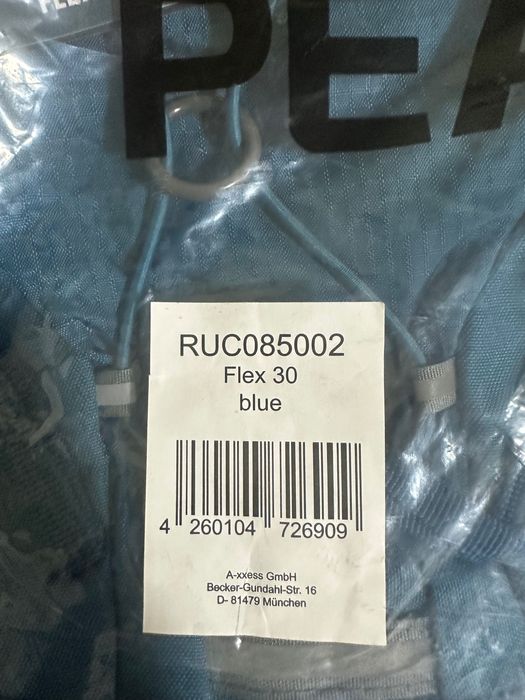 PEA
RUC085002
Flex 30
blue
4 260104 726909
A-xxess GmbH
Becker-Gundahl-Str. 16
D- 81479 München